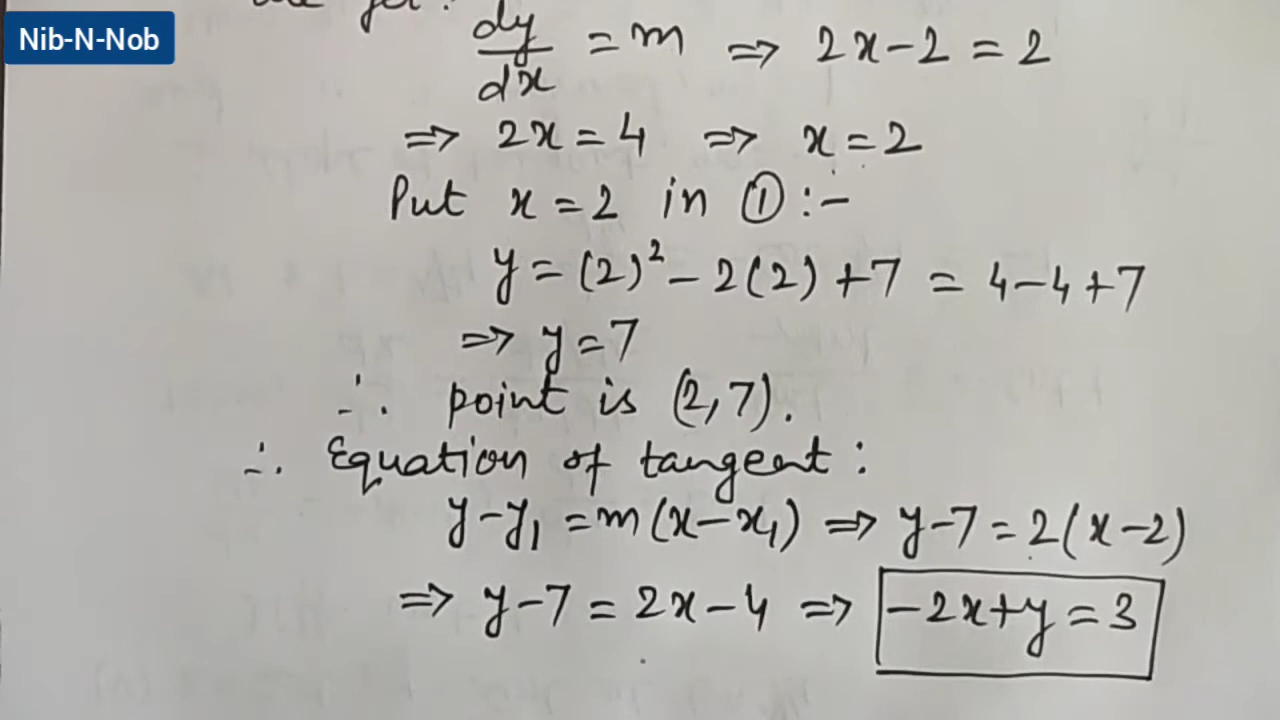 Nib-N-Nob
dy/dx = m ⇒ 2x-2 = 2
⇒ 2x = 4 ⇒ x = 2
Put x = 2 in ① :-
y = (2)² - 2(2) + 7 = 4-4+7
⇒ y = 7
∴ point is (2,7).
∴ Equation of tangent :
y-y₁ = m(x-x₁) ⇒ y-7 = 2(x-2)
⇒ y-7 = 2x-4 ⇒ -2x+y = 3